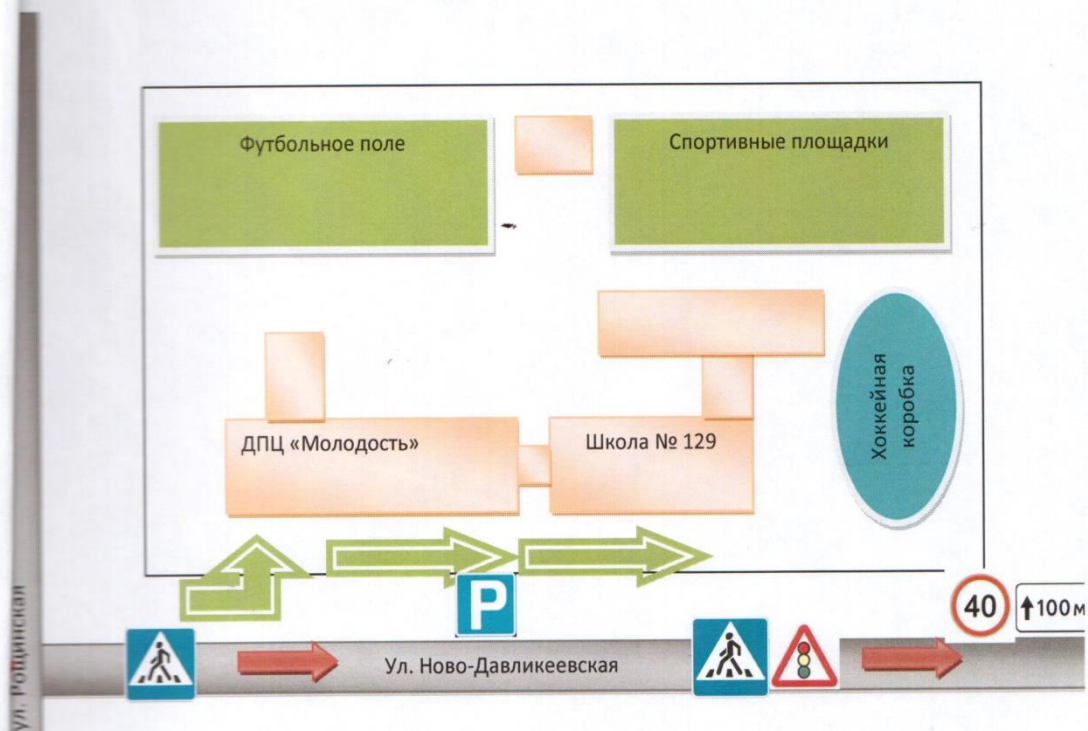 Футбольное поле
Спортивные площадки
Хоккейная
коробка
ДПЦ «Молодость»
Школа № 129
P
40
100м
Ул. Ново-Давликеевская
ул. Рощинская